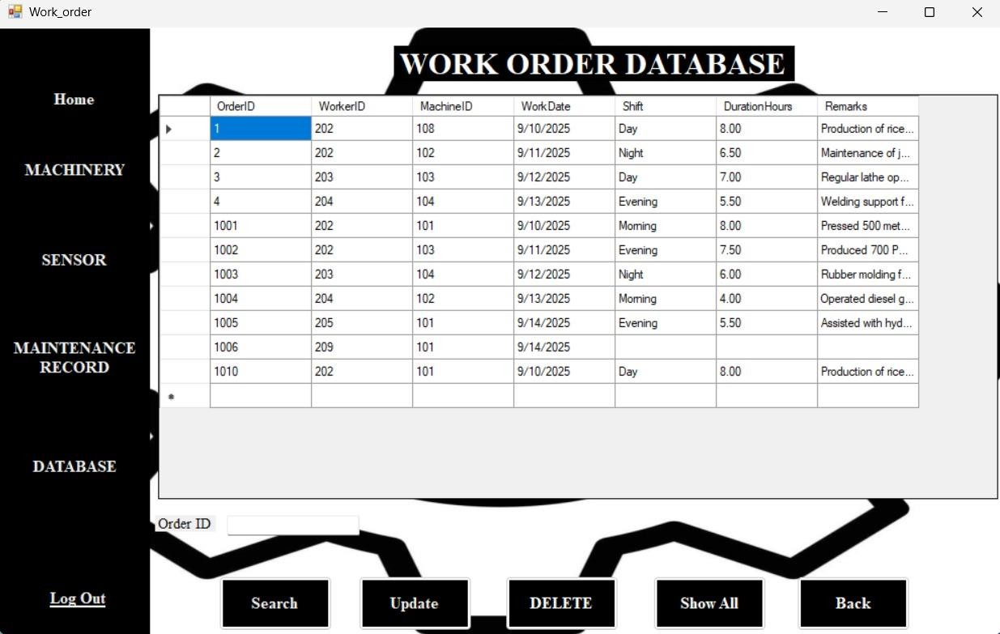 Work_order
WORK ORDER DATABASE
Home
MACHINERY
SENSOR
MAINTENANCE
RECORD
DATABASE
Log Out
OrderID WorkerID MachineID WorkDate Shift DurationHours Remarks
1 202 108 9/10/2025 Day 8.00 Production of rice...
2 202 102 9/11/2025 Night 6.50 Maintenance of j...
3 203 103 9/12/2025 Day 7.00 Regular lathe op...
4 204 104 9/13/2025 Evening 5.50 Welding support f...
1001 202 101 9/10/2025 Morning 8.00 Pressed 500 met...
1002 202 103 9/11/2025 Evening 7.50 Produced 700 P...
1003 203 104 9/12/2025 Night 6.00 Rubber molding f...
1004 204 102 9/13/2025 Morning 4.00 Operated diesel g...
1005 205 101 9/14/2025 Evening 5.50 Assisted with hyd...
1006 209 101 9/14/2025
1010 202 101 9/10/2025 Day 8.00 Production of rice...
Order ID
Search Update DELETE Show All Back